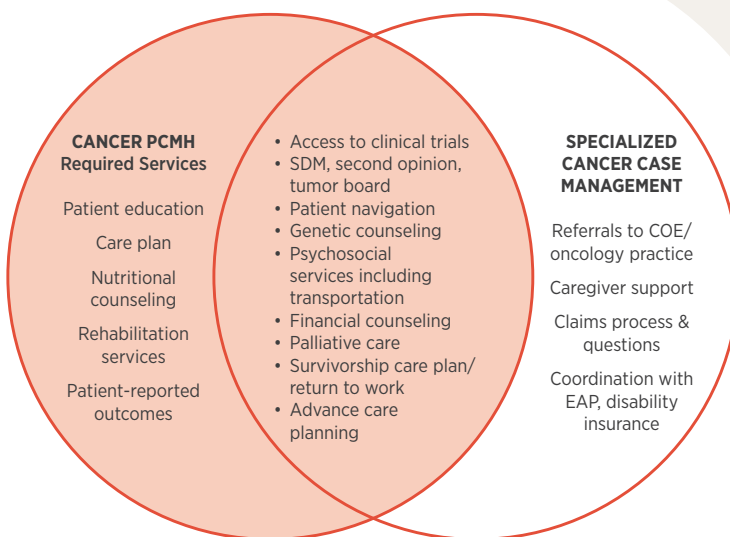 CANCER PCMH
Required Services
Patient education
Care plan
Nutritional
counseling
Rehabilitation
services
Patient-reported
outcomes
• Access to clinical trials
• SDM, second opinion,
tumor board
• Patient navigation
• Genetic counseling
• Psychosocial
services including
transportation
• Financial counseling
• Palliative care
• Survivorship care plan/
return to work
• Advance care
planning
SPECIALIZED
CANCER CASE
MANAGEMENT
Referrals to COE/
oncology practice
Caregiver support
Claims process &
questions
Coordination with
EAP, disability
insurance